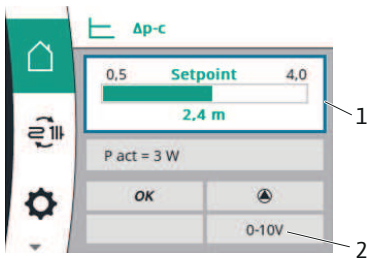 Δp-c
0,5 Setpoint 4,0
2,4 m
1
P act = 3 W
OK
0-10V
2